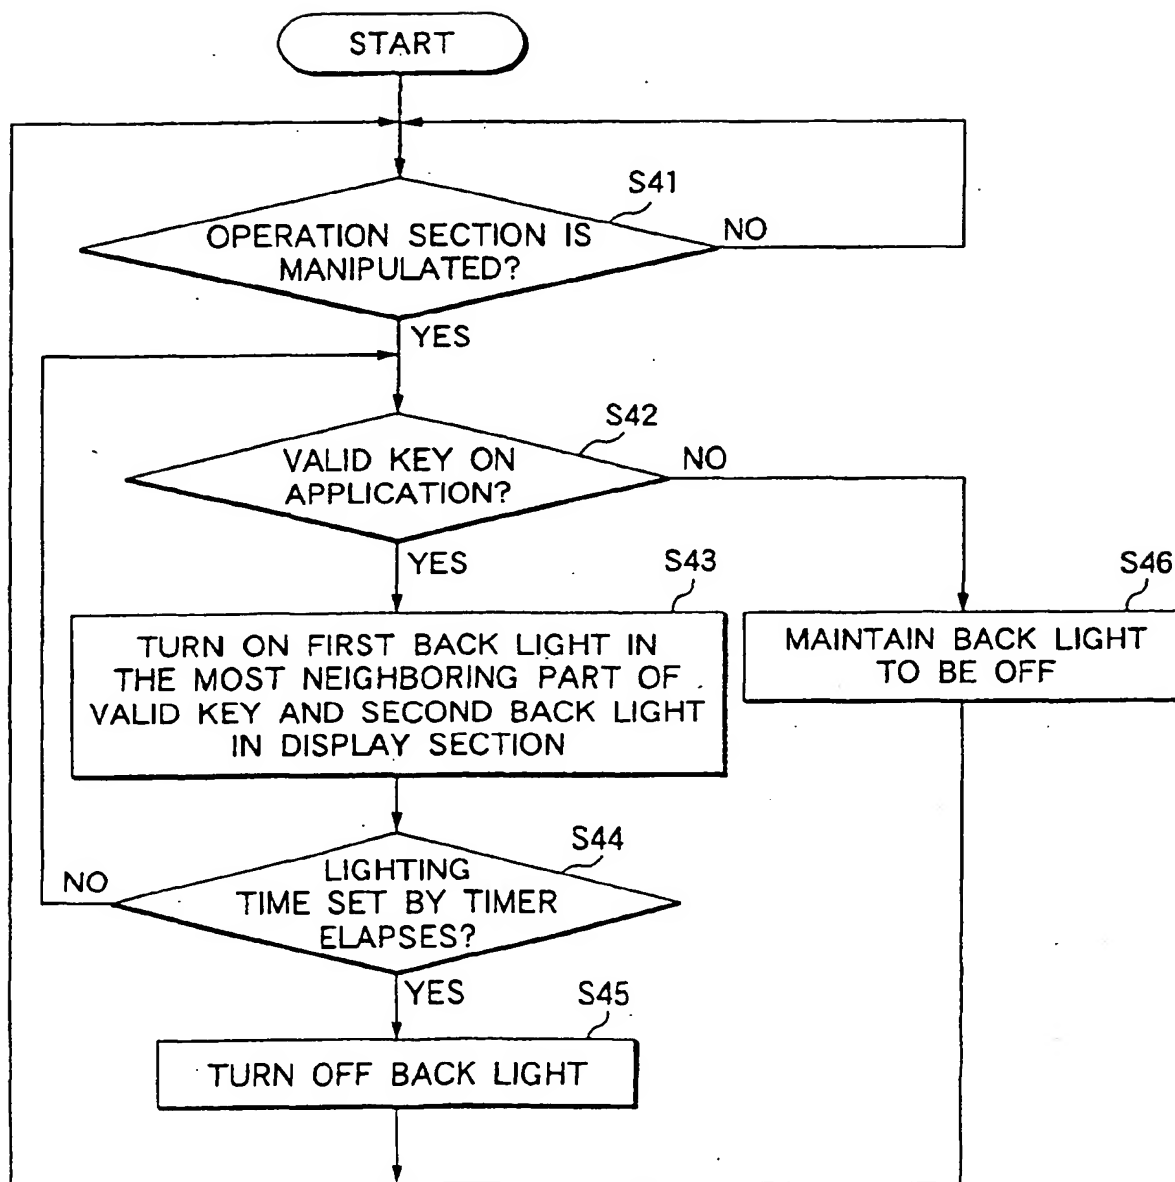 START
S41
OPERATION SECTION IS
MANIPULATED?
NO
YES
S42
VALID KEY ON
APPLICATION?
NO
YES
S43
TURN ON FIRST BACK LIGHT IN
THE MOST NEIGHBORING PART OF
VALID KEY AND SECOND BACK LIGHT
IN DISPLAY SECTION
S46
MAINTAIN BACK LIGHT
TO BE OFF
S44
LIGHTING
TIME SET BY TIMER
ELAPSES?
NO
YES
S45
TURN OFF BACK LIGHT